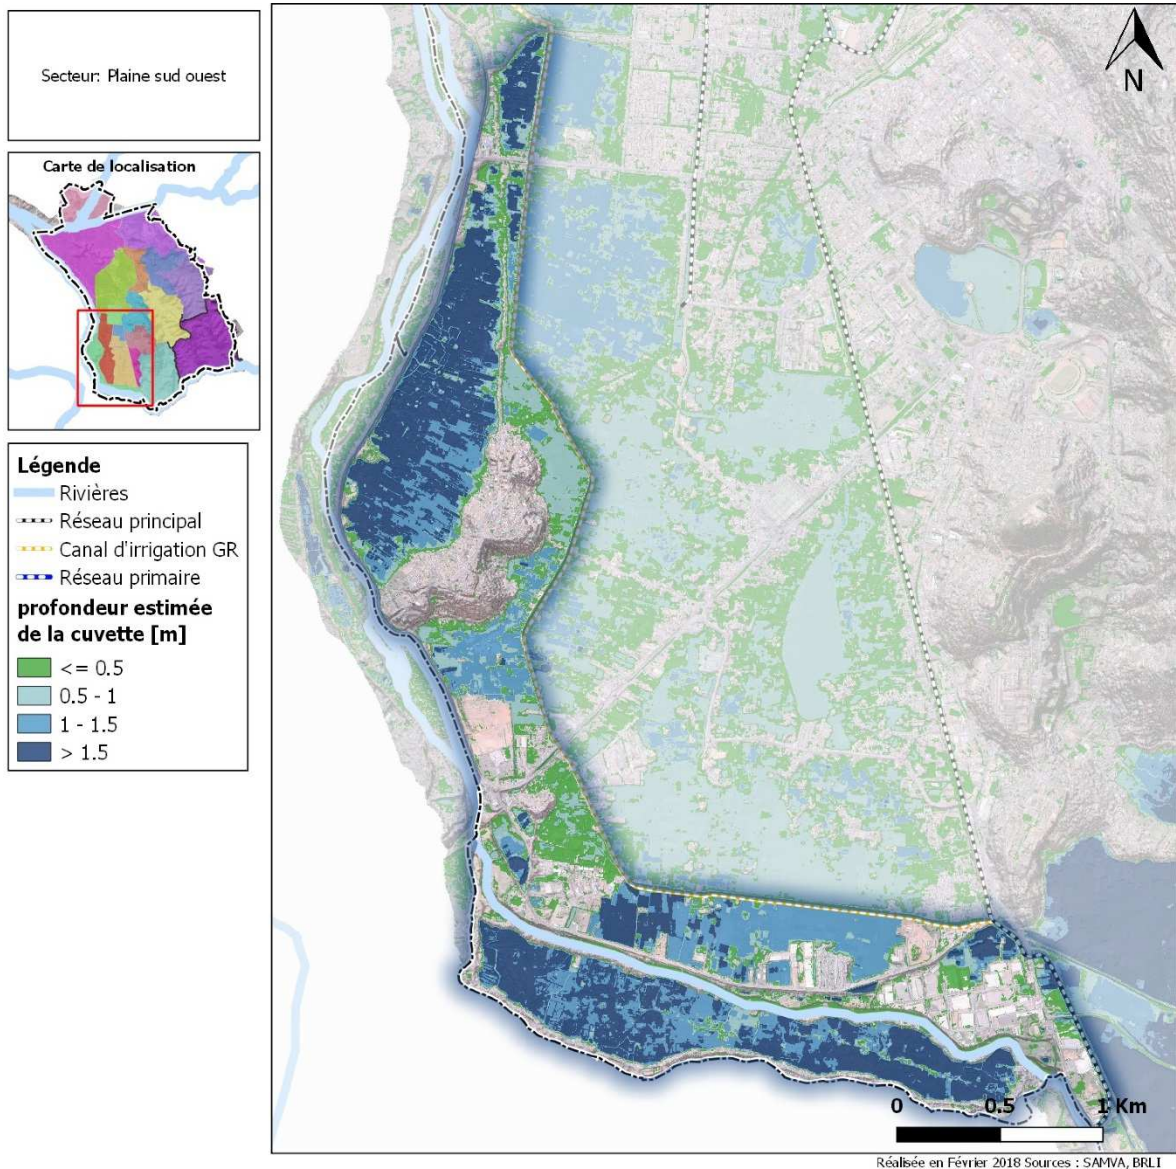 Secteur: Plaine sud ouest
Carte de localisation
Légende
Rivières
Réseau principal
Canal d'irrigation GR
Réseau primaire
profondeur estimée
de la cuvette [m]
<= 0.5
0.5 - 1
1 - 1.5
> 1.5
N
0 0.5 1 Km
Réalisée en Février 2018 Sources : SAMVA, BRLI